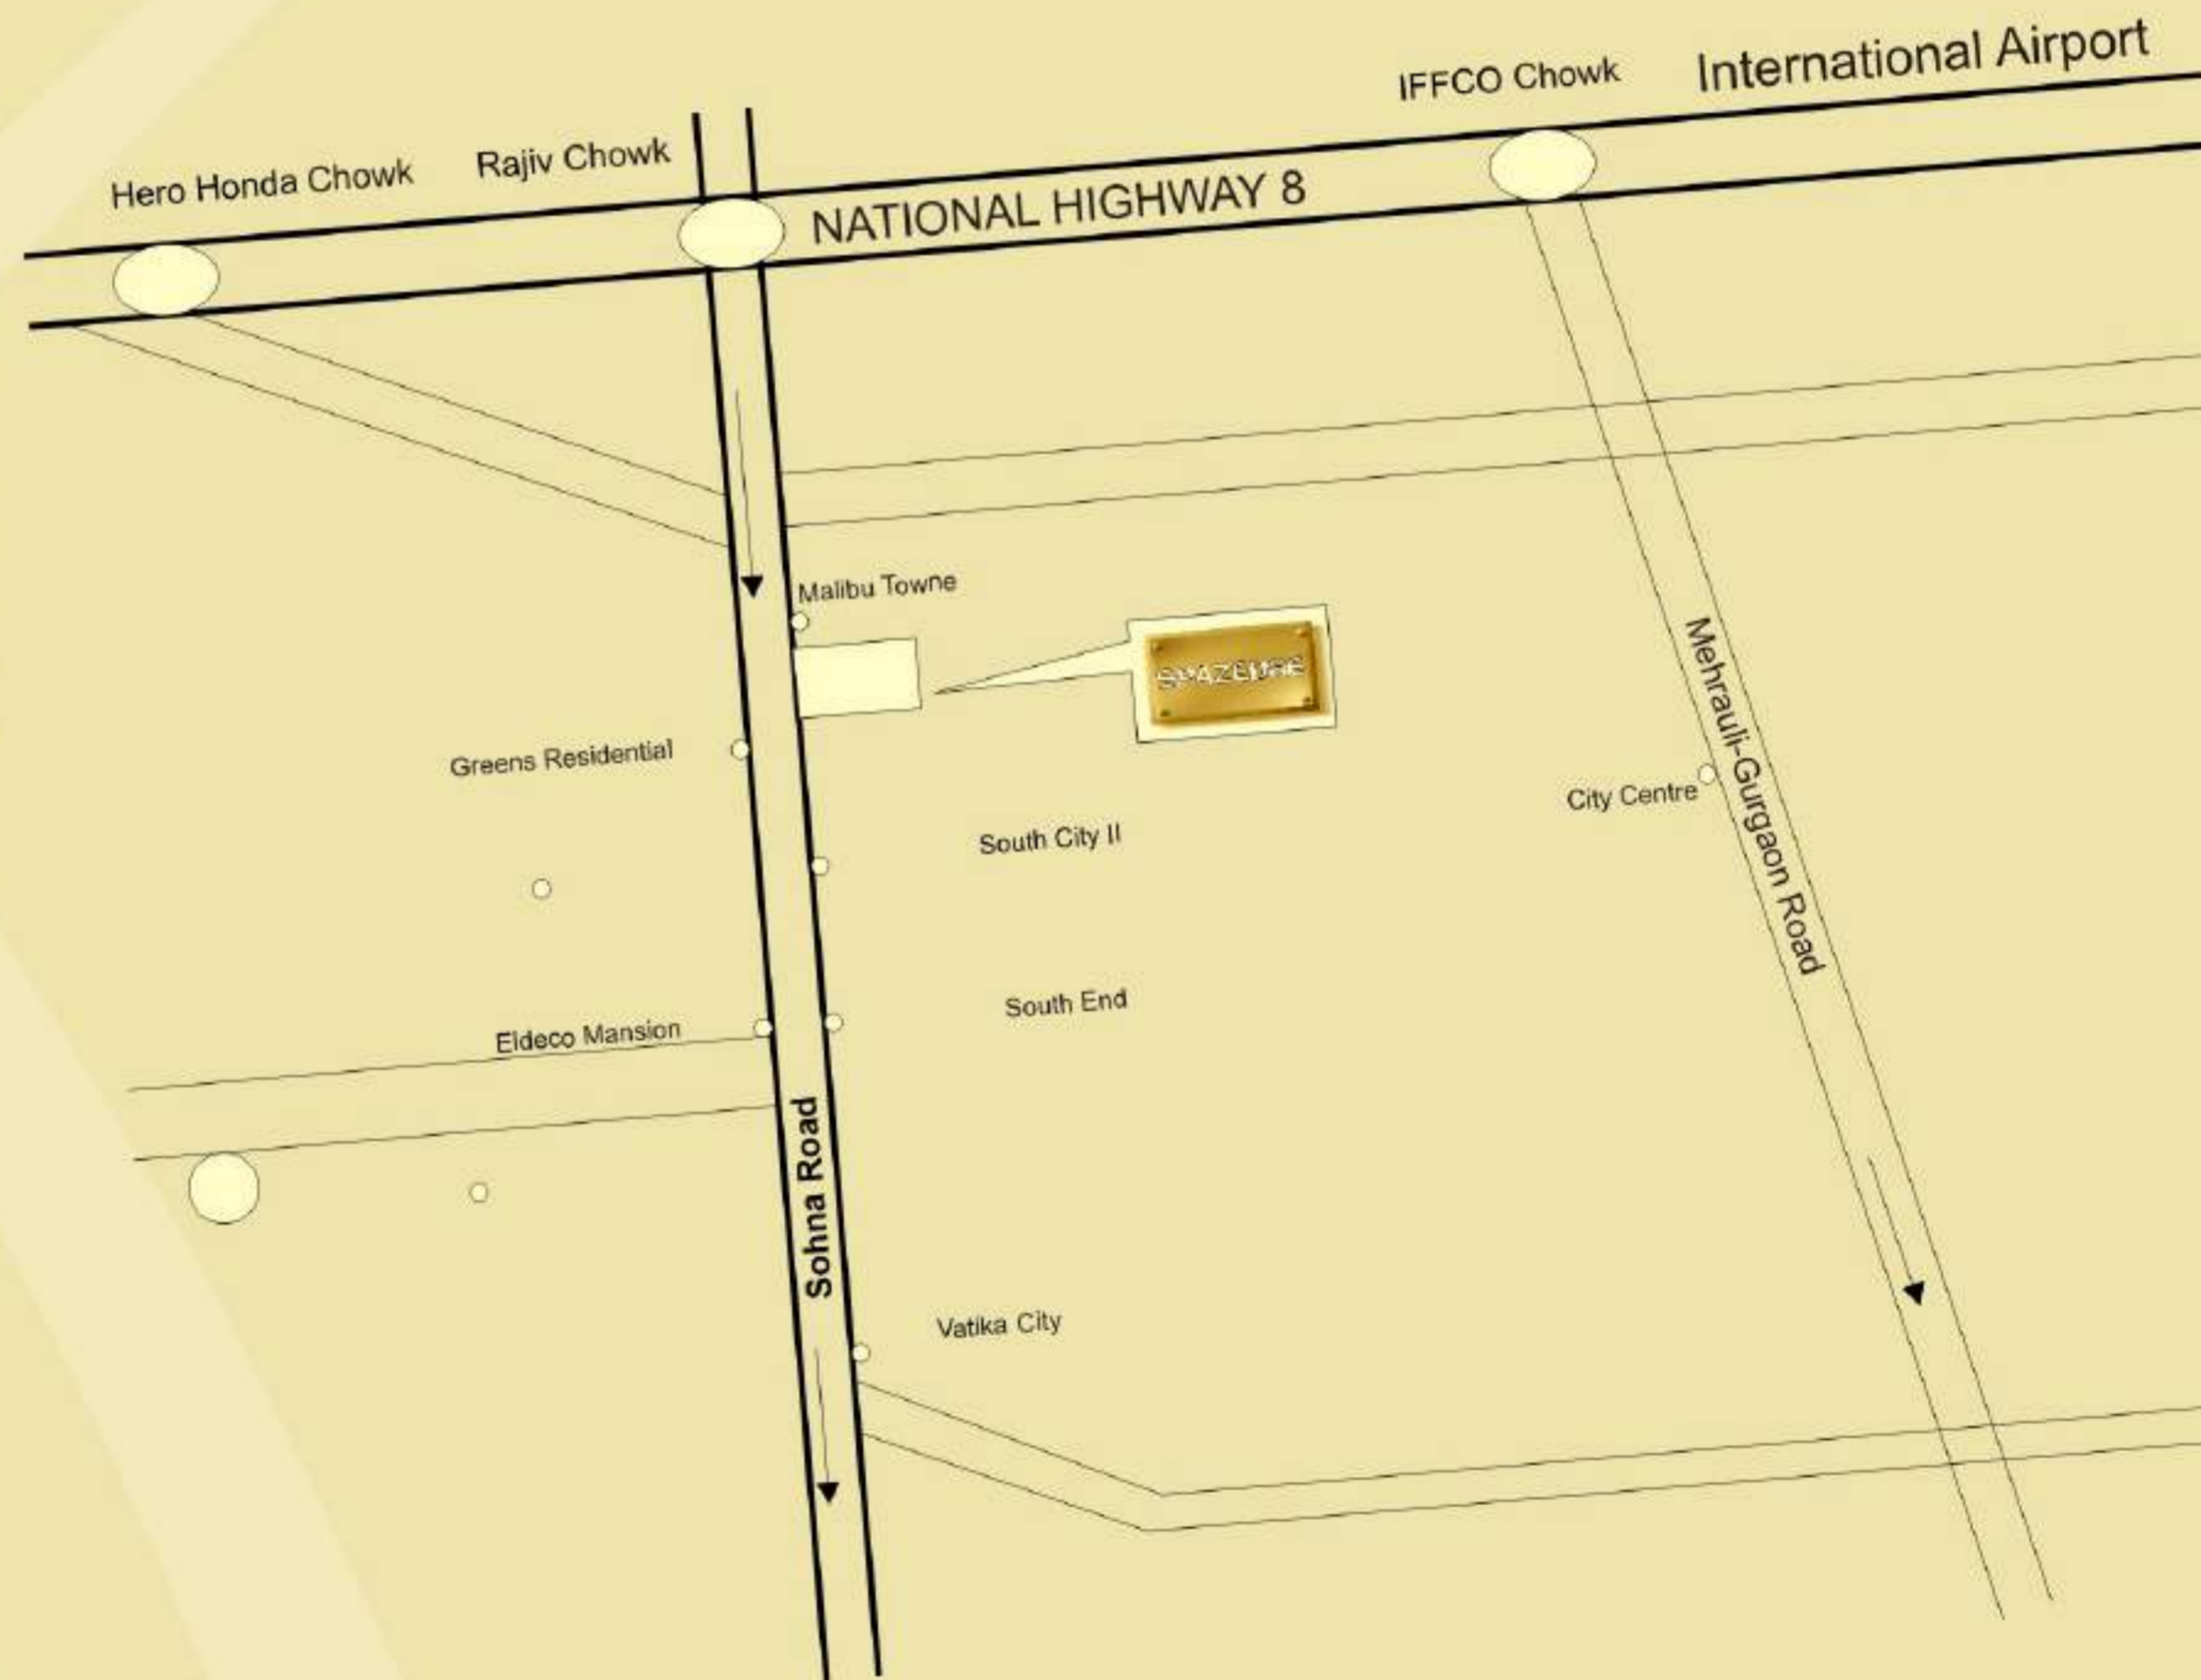 International Airport
IFFCO Chowk
Rajiv Chowk
Hero Honda Chowk
NATIONAL HIGHWAY 8
Malibu Towne
Mehrauli-Gurgaon Road
Greens Residential
City Centre
South City II
South End
Eldeco Mansion
Sohna Road
Vatika City